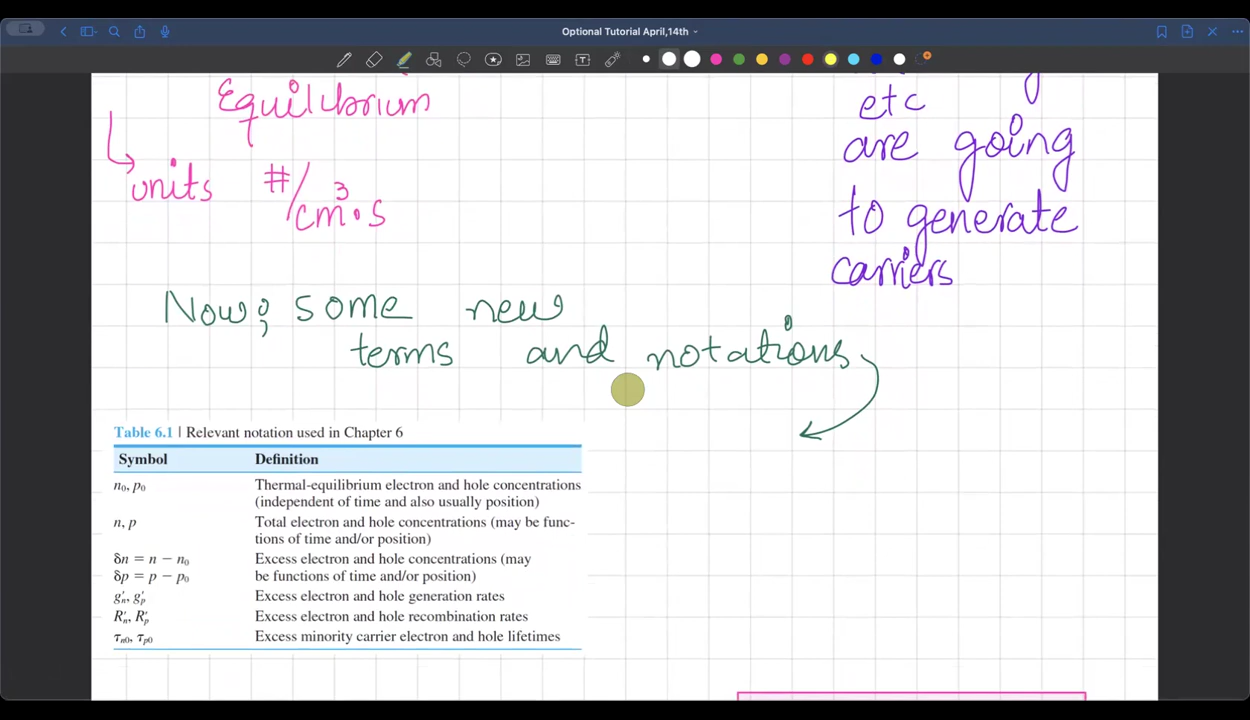 Optional Tutorial April,14th
Equilibrium
units #/cm³•s
etc
are going
to generate
carriers
Now; some new
terms and notations
Table 6.1 | Relevant notation used in Chapter 6
Symbol Definition
n₀, p₀ Thermal-equilibrium electron and hole concentrations
(independent of time and also usually position)
n, p Total electron and hole concentrations (may be func-
tions of time and/or position)
δn = n − n₀ Excess electron and hole concentrations (may
δp = p − p₀ be functions of time and/or position)
g′ₙ, g′ₚ Excess electron and hole generation rates
R′ₙ, R′ₚ Excess electron and hole recombination rates
τₙ₀, τₚ₀ Excess minority carrier electron and hole lifetimes